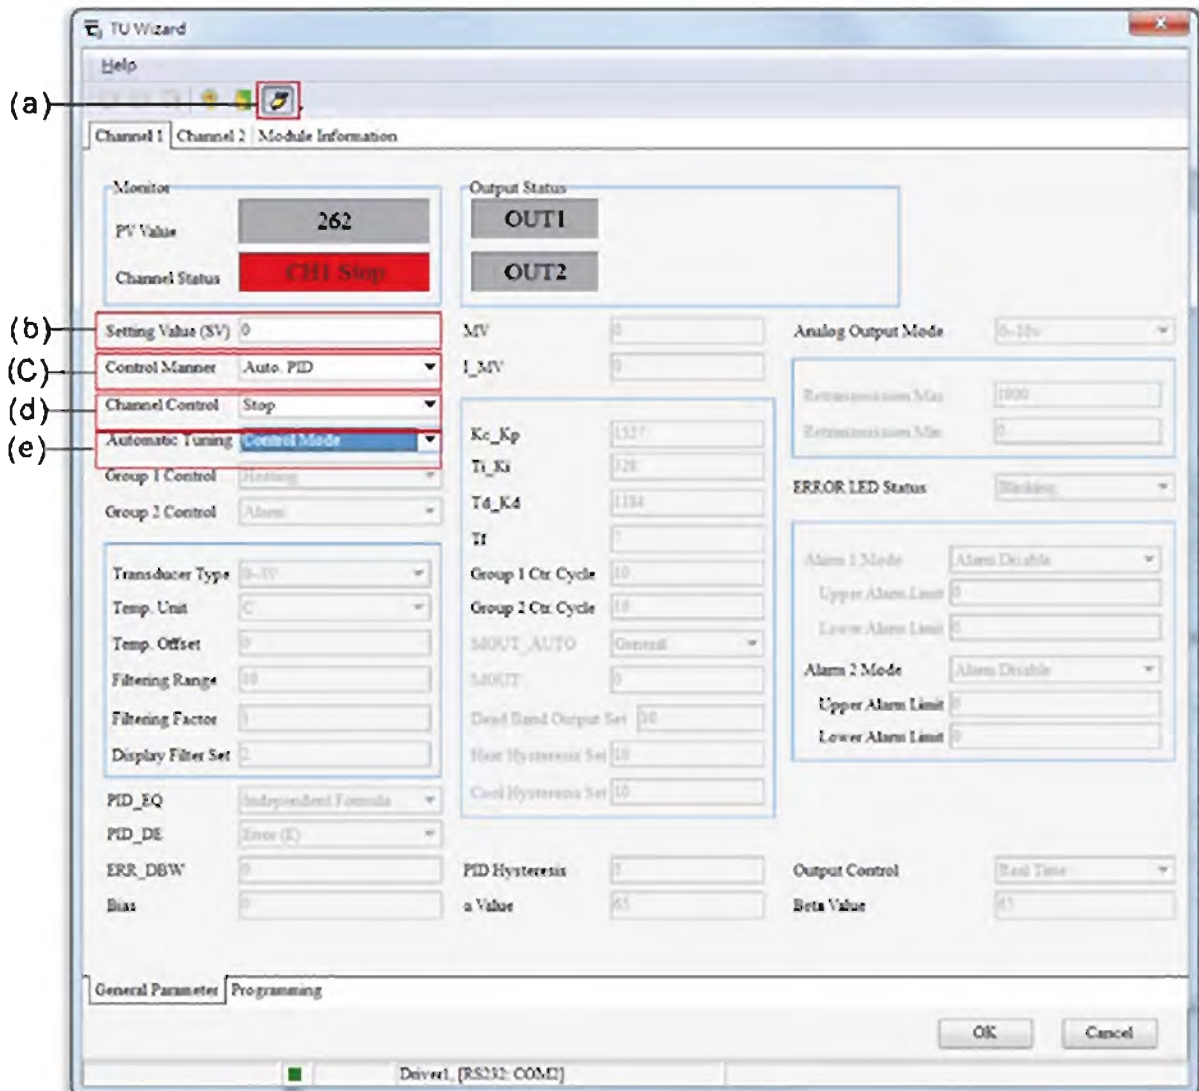 TU Wizard
Help
(a)
Channel 1 Channel 2 Module Information
Monitor
PV Value 262
Channel Status CH1 Stop
Output Status
OUT1
OUT2
(b) Setting Value (SV) 0
(C) Control Manner Auto. PID
(d) Channel Control Stop
(e) Automatic Tuning Control Mode
Group 1 Control Heating
Group 2 Control Alarm
Transducer Type 0~5V
Temp. Unit C
Temp. Offset 0
Filtering Range 10
Filtering Factor 1
Display Filter Set 2
PID_EQ Independent Formula
PID_DE Error (E)
ERR_DBW 0
Bias 0
MV 0
I_MV 0
Kc_Kp 1527
Ti_Ki 328
Td_Kd 1184
Tf 7
Group 1 Ctr. Cycle 10
Group 2 Ctr. Cycle 10
MOUT_AUTO General
MOUT 0
Dead Band Output Set 10
Heat Hysteresis Set 10
Cool Hysteresis Set 10
PID Hysteresis
α Value 65
Analog Output Mode 0~10v
Retransmission Max 1000
Retransmission Min 0
ERROR LED Status Blinking
Alarm 1 Mode Alarm Disable
Upper Alarm Limit 0
Lower Alarm Limit 0
Alarm 2 Mode Alarm Disable
Upper Alarm Limit 0
Lower Alarm Limit 0
Output Control Real Time
Beta Value
General Parameter Programming
OK Cancel
Driver1, [RS232: COM2]